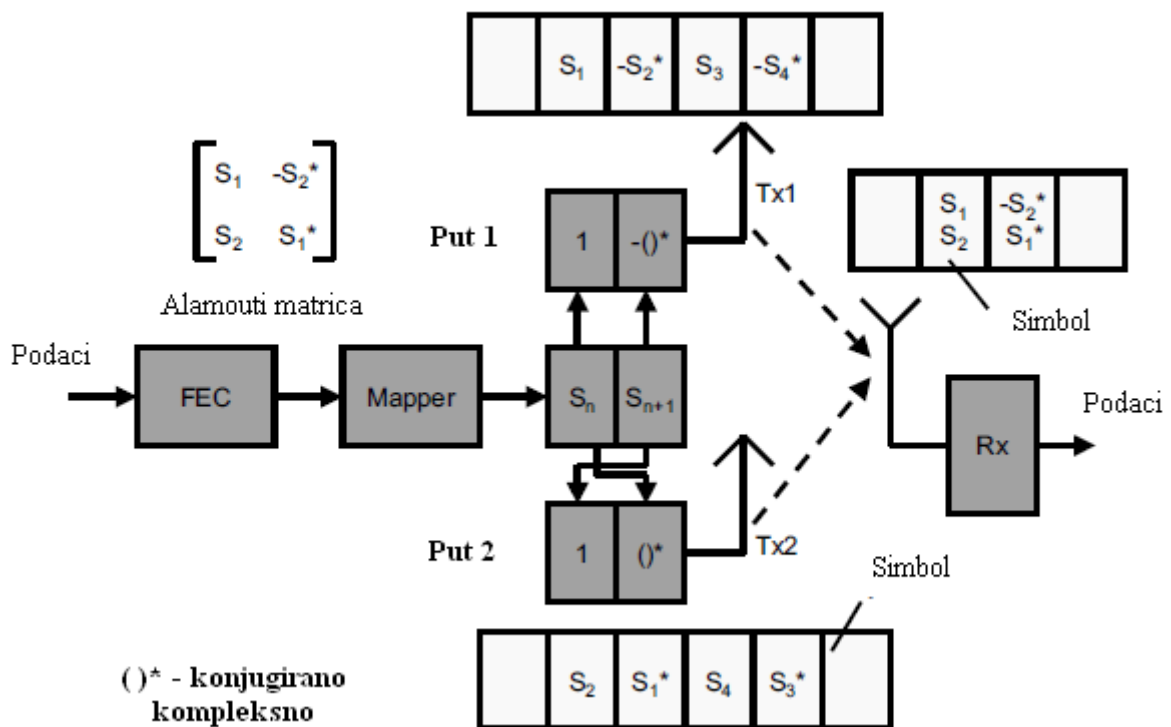 S₁ -S₂* S₃ -S₄*
S₁ -S₂*
S₂ S₁*
Alamouti matrica
Put 1
1 -()*
Tx1
S₁ -S₂*
S₂ S₁*
Simbol
Podaci
FEC
Mapper
Sₙ Sₙ₊₁
Rx
Podaci
Put 2
1 ()*
Tx2
Simbol
S₂ S₁* S₄ S₃*
( )* - konjugirano
kompleksno